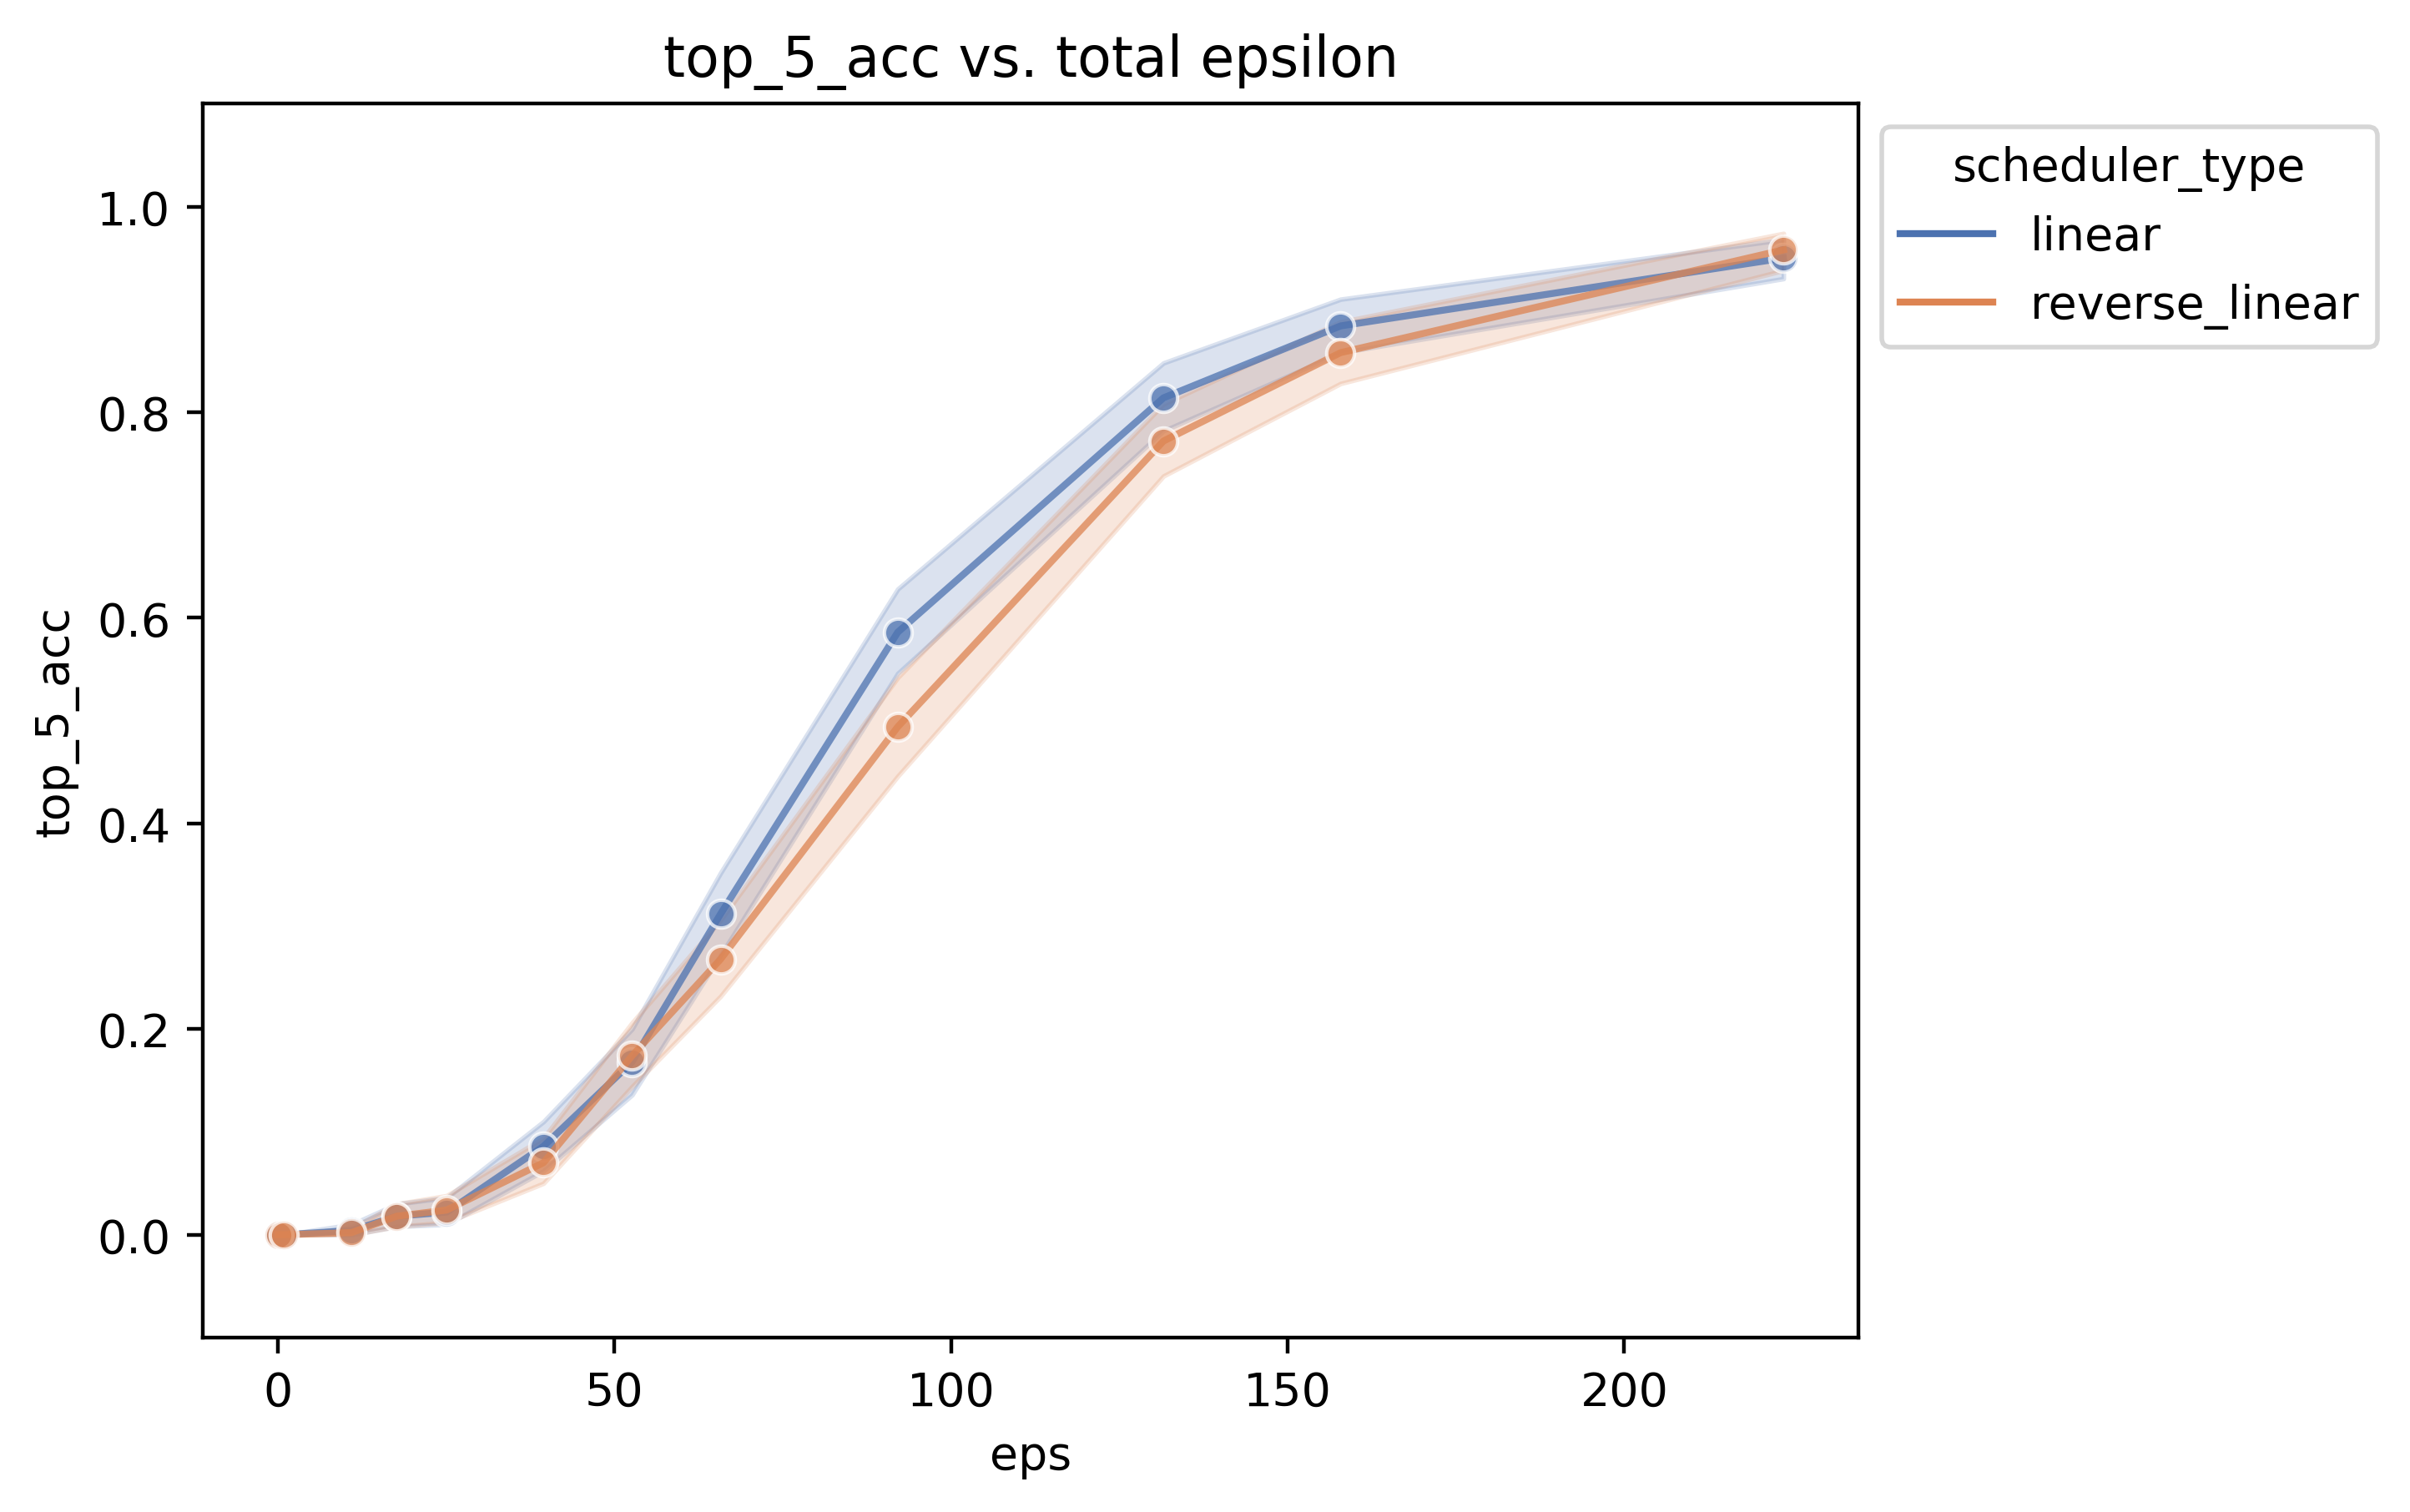 top_5_acc vs. total epsilon
scheduler_type
linear
reverse_linear
top_5_acc
1.0
0.8
0.6
0.4
0.2
0.0
0
50
100
150
200
eps